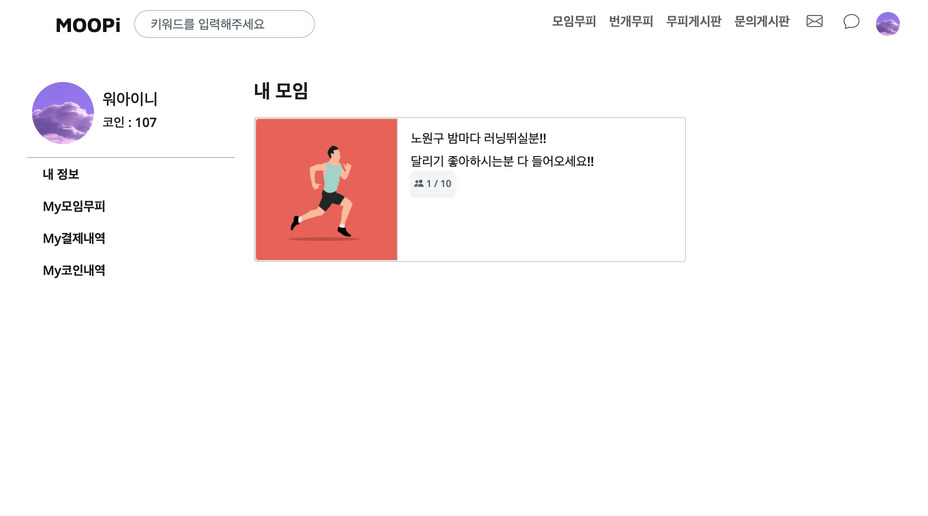 MOOPi
키워드를 입력해주세요
모임무피 번개무피 무피게시판 문의게시판
워아이니
코인 : 107
내 정보
My모임무피
My결제내역
My코인내역
내 모임
노원구 밤마다 러닝뛰실분!!
달리기 좋아하시는분 다 들어오세요!!
1 / 10